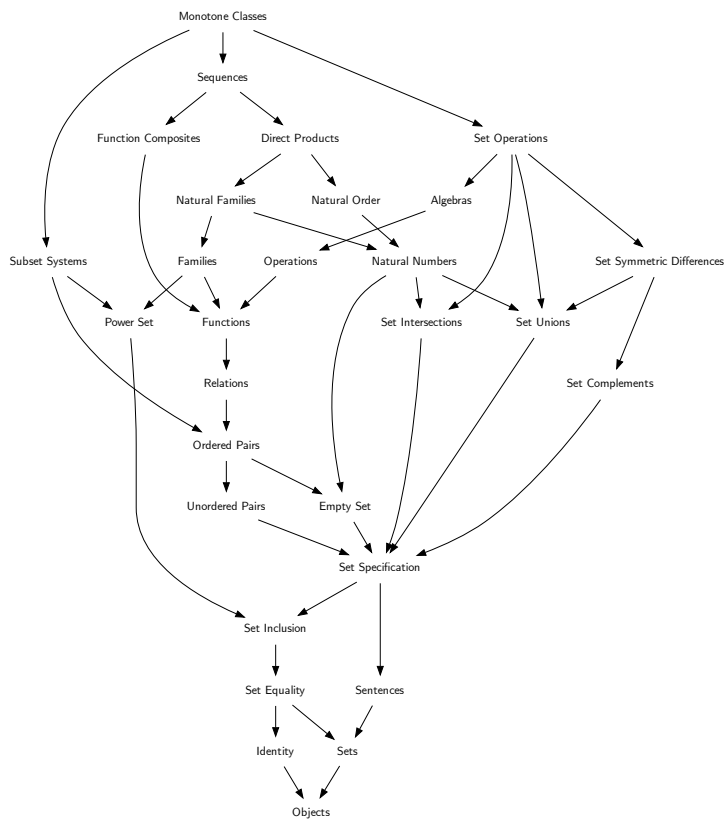 Monotone Classes
Sequences
Function Composites
Direct Products
Set Operations
Natural Families
Natural Order
Algebras
Subset Systems
Families
Operations
Natural Numbers
Set Symmetric Differences
Power Set
Functions
Set Intersections
Set Unions
Relations
Set Complements
Ordered Pairs
Unordered Pairs
Empty Set
Set Specification
Set Inclusion
Set Equality
Sentences
Identity
Sets
Objects